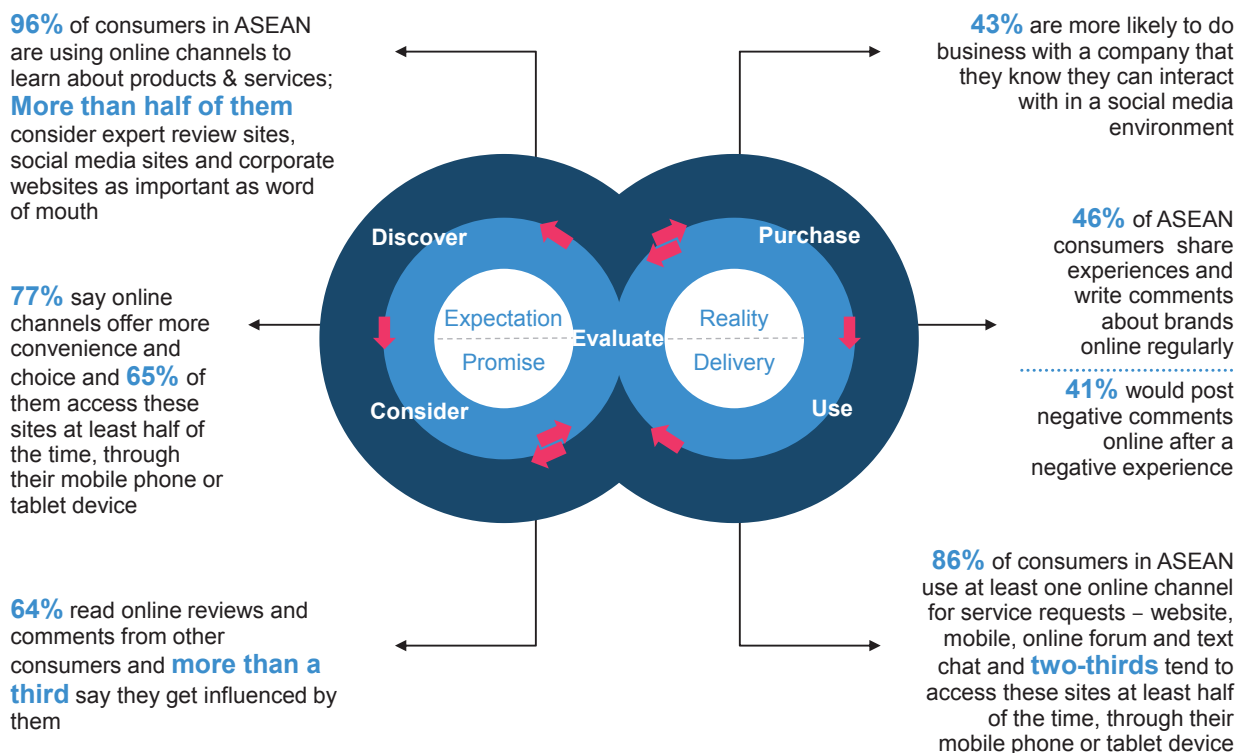 96% of consumers in ASEAN
are using online channels to
learn about products & services;
More than half of them
consider expert review sites,
social media sites and corporate
websites as important as word
of mouth
77% say online
channels offer more
convenience and
choice and 65% of
them access these
sites at least half of
the time, through
their mobile phone or
tablet device
64% read online reviews and
comments from other
consumers and more than a
third say they get influenced by
them
Discover
Consider
Expectation
Promise
Evaluate
Reality
Delivery
Purchase
Use
43% are more likely to do
business with a company that
they know they can interact
with in a social media
environment
46% of ASEAN
consumers share
experiences and
write comments
about brands
online regularly
41% would post
negative comments
online after a
negative experience
86% of consumers in ASEAN
use at least one online channel
for service requests – website,
mobile, online forum and text
chat and two-thirds tend to
access these sites at least half
of the time, through their
mobile phone or tablet device